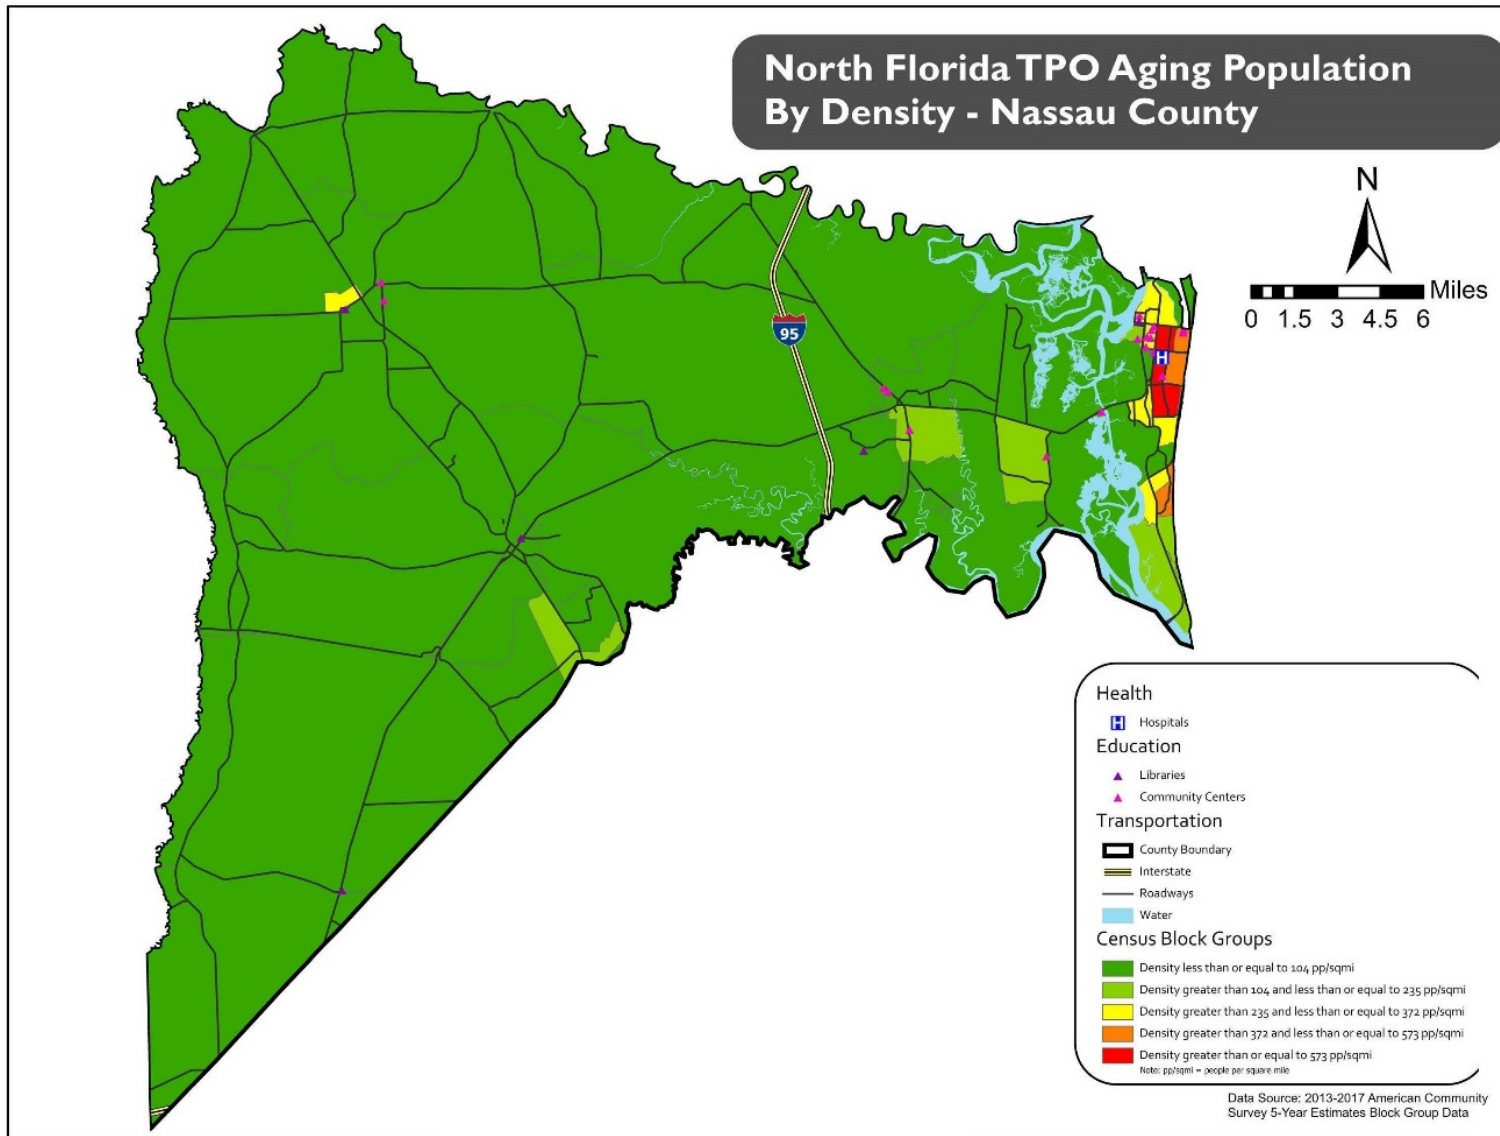 North Florida TPO Aging Population
By Density - Nassau County
N
Miles
0 1.5 3 4.5 6
95
H
Health
H Hospitals
Education
Libraries
Community Centers
Transportation
County Boundary
Interstate
Roadways
Water
Census Block Groups
Density less than or equal to 104 pp/sqmi
Density greater than 104 and less than or equal to 235 pp/sqmi
Density greater than 235 and less than or equal to 372 pp/sqmi
Density greater than 372 and less than or equal to 573 pp/sqmi
Density greater than or equal to 573 pp/sqmi
Note: pp/sqmi = people per square mile
Data Source: 2013-2017 American Community
Survey 5-Year Estimates Block Group Data